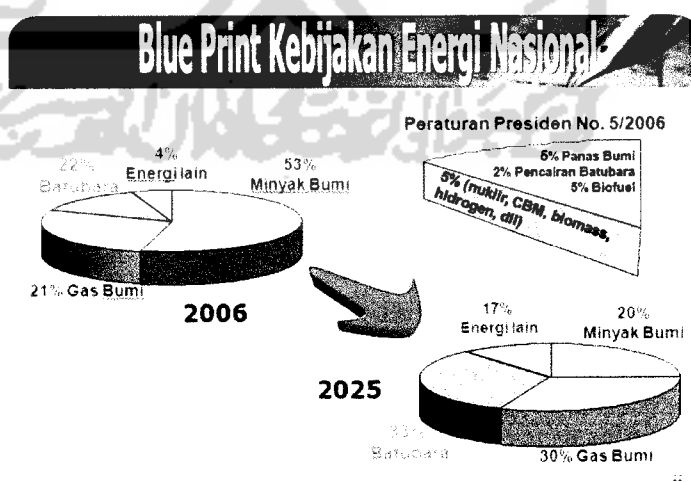 Blue Print Kebijakan Energi Nasional
Peraturan Presiden No. 5/2006
5% Panas Bumi
2% Pencairan Batubara
5% Biofuel
5% (nuklir, CBM, biomass,
hidrogen, dll)
22%
Batubara
4%
Energi lain
53%
Minyak Bumi
21% Gas Bumi
2006
17%
Energi lain
20%
Minyak Bumi
2025
33%
Batubara
30% Gas Bumi